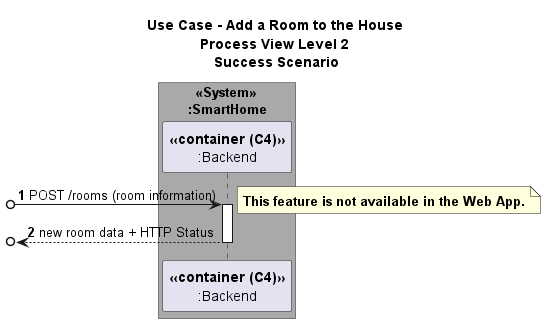 Use Case - Add a Room to the House
Process View Level 2
Success Scenario
«System»
:SmartHome
«container (C4)»
:Backend
1 POST /rooms (room information)
This feature is not available in the Web App.
2 new room data + HTTP Status
«container (C4)»
:Backend